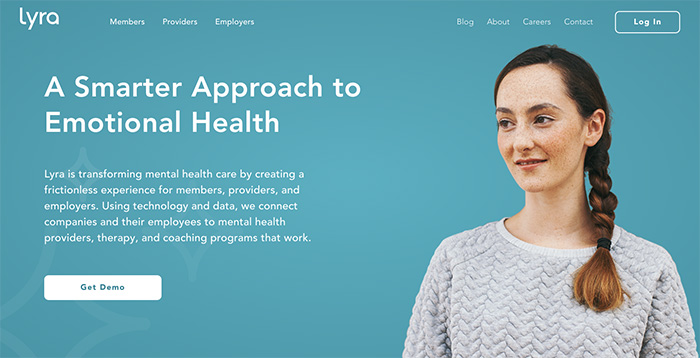 lyra
Members Providers Employers
Blog About Careers Contact Log In
A Smarter Approach to
Emotional Health
Lyra is transforming mental health care by creating a
frictionless experience for members, providers, and
employers. Using technology and data, we connect
companies and their employees to mental health
providers, therapy, and coaching programs that work.
Get Demo